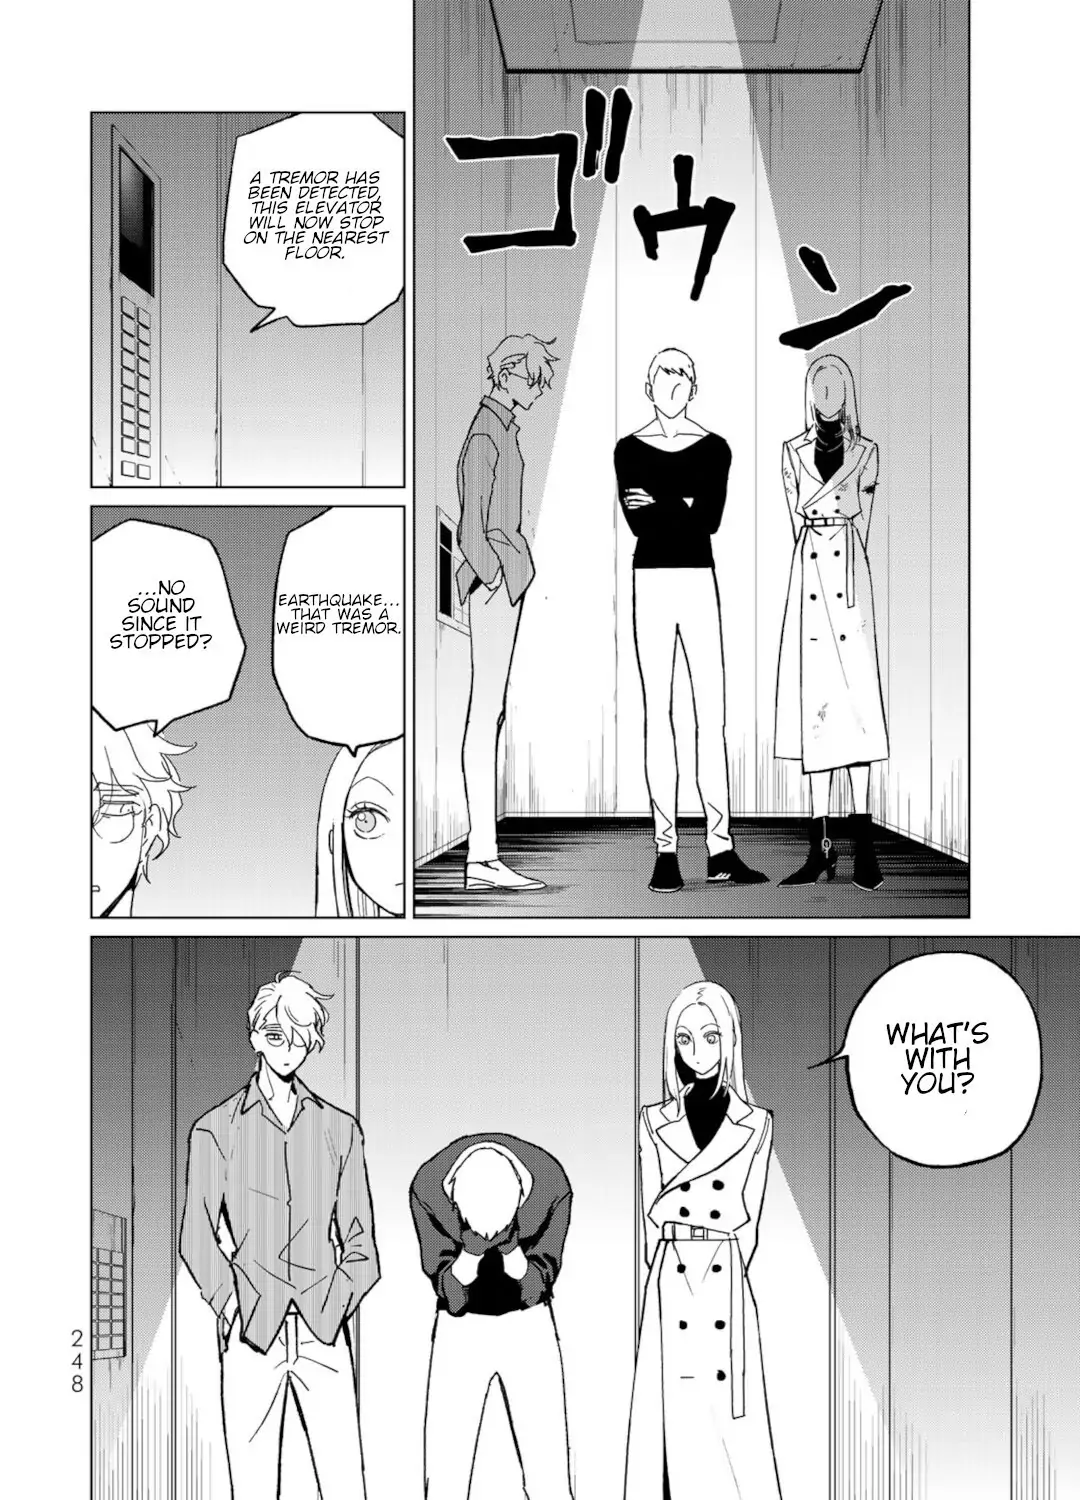 ゴウン
A TREMOR HAS
BEEN DETECTED,
THIS ELEVATOR
WILL NOW STOP
ON THE NEAREST
FLOOR.
EARTHQUAKE...
THAT WAS A
WEIRD TREMOR.
...NO
SOUND
SINCE IT
STOPPED?
WHAT'S
WITH
YOU?
248